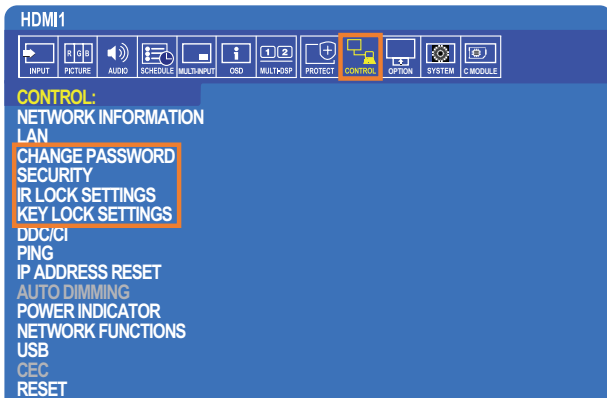 HDMI1
R G B
1 2
INPUT PICTURE AUDIO SCHEDULE MULTI-INPUT OSD MULTI-DSP PROTECT CONTROL OPTION SYSTEM C MODULE
CONTROL:
NETWORK INFORMATION
LAN
CHANGE PASSWORD
SECURITY
IR LOCK SETTINGS
KEY LOCK SETTINGS
DDC/CI
PING
IP ADDRESS RESET
AUTO DIMMING
POWER INDICATOR
NETWORK FUNCTIONS
USB
CEC
RESET